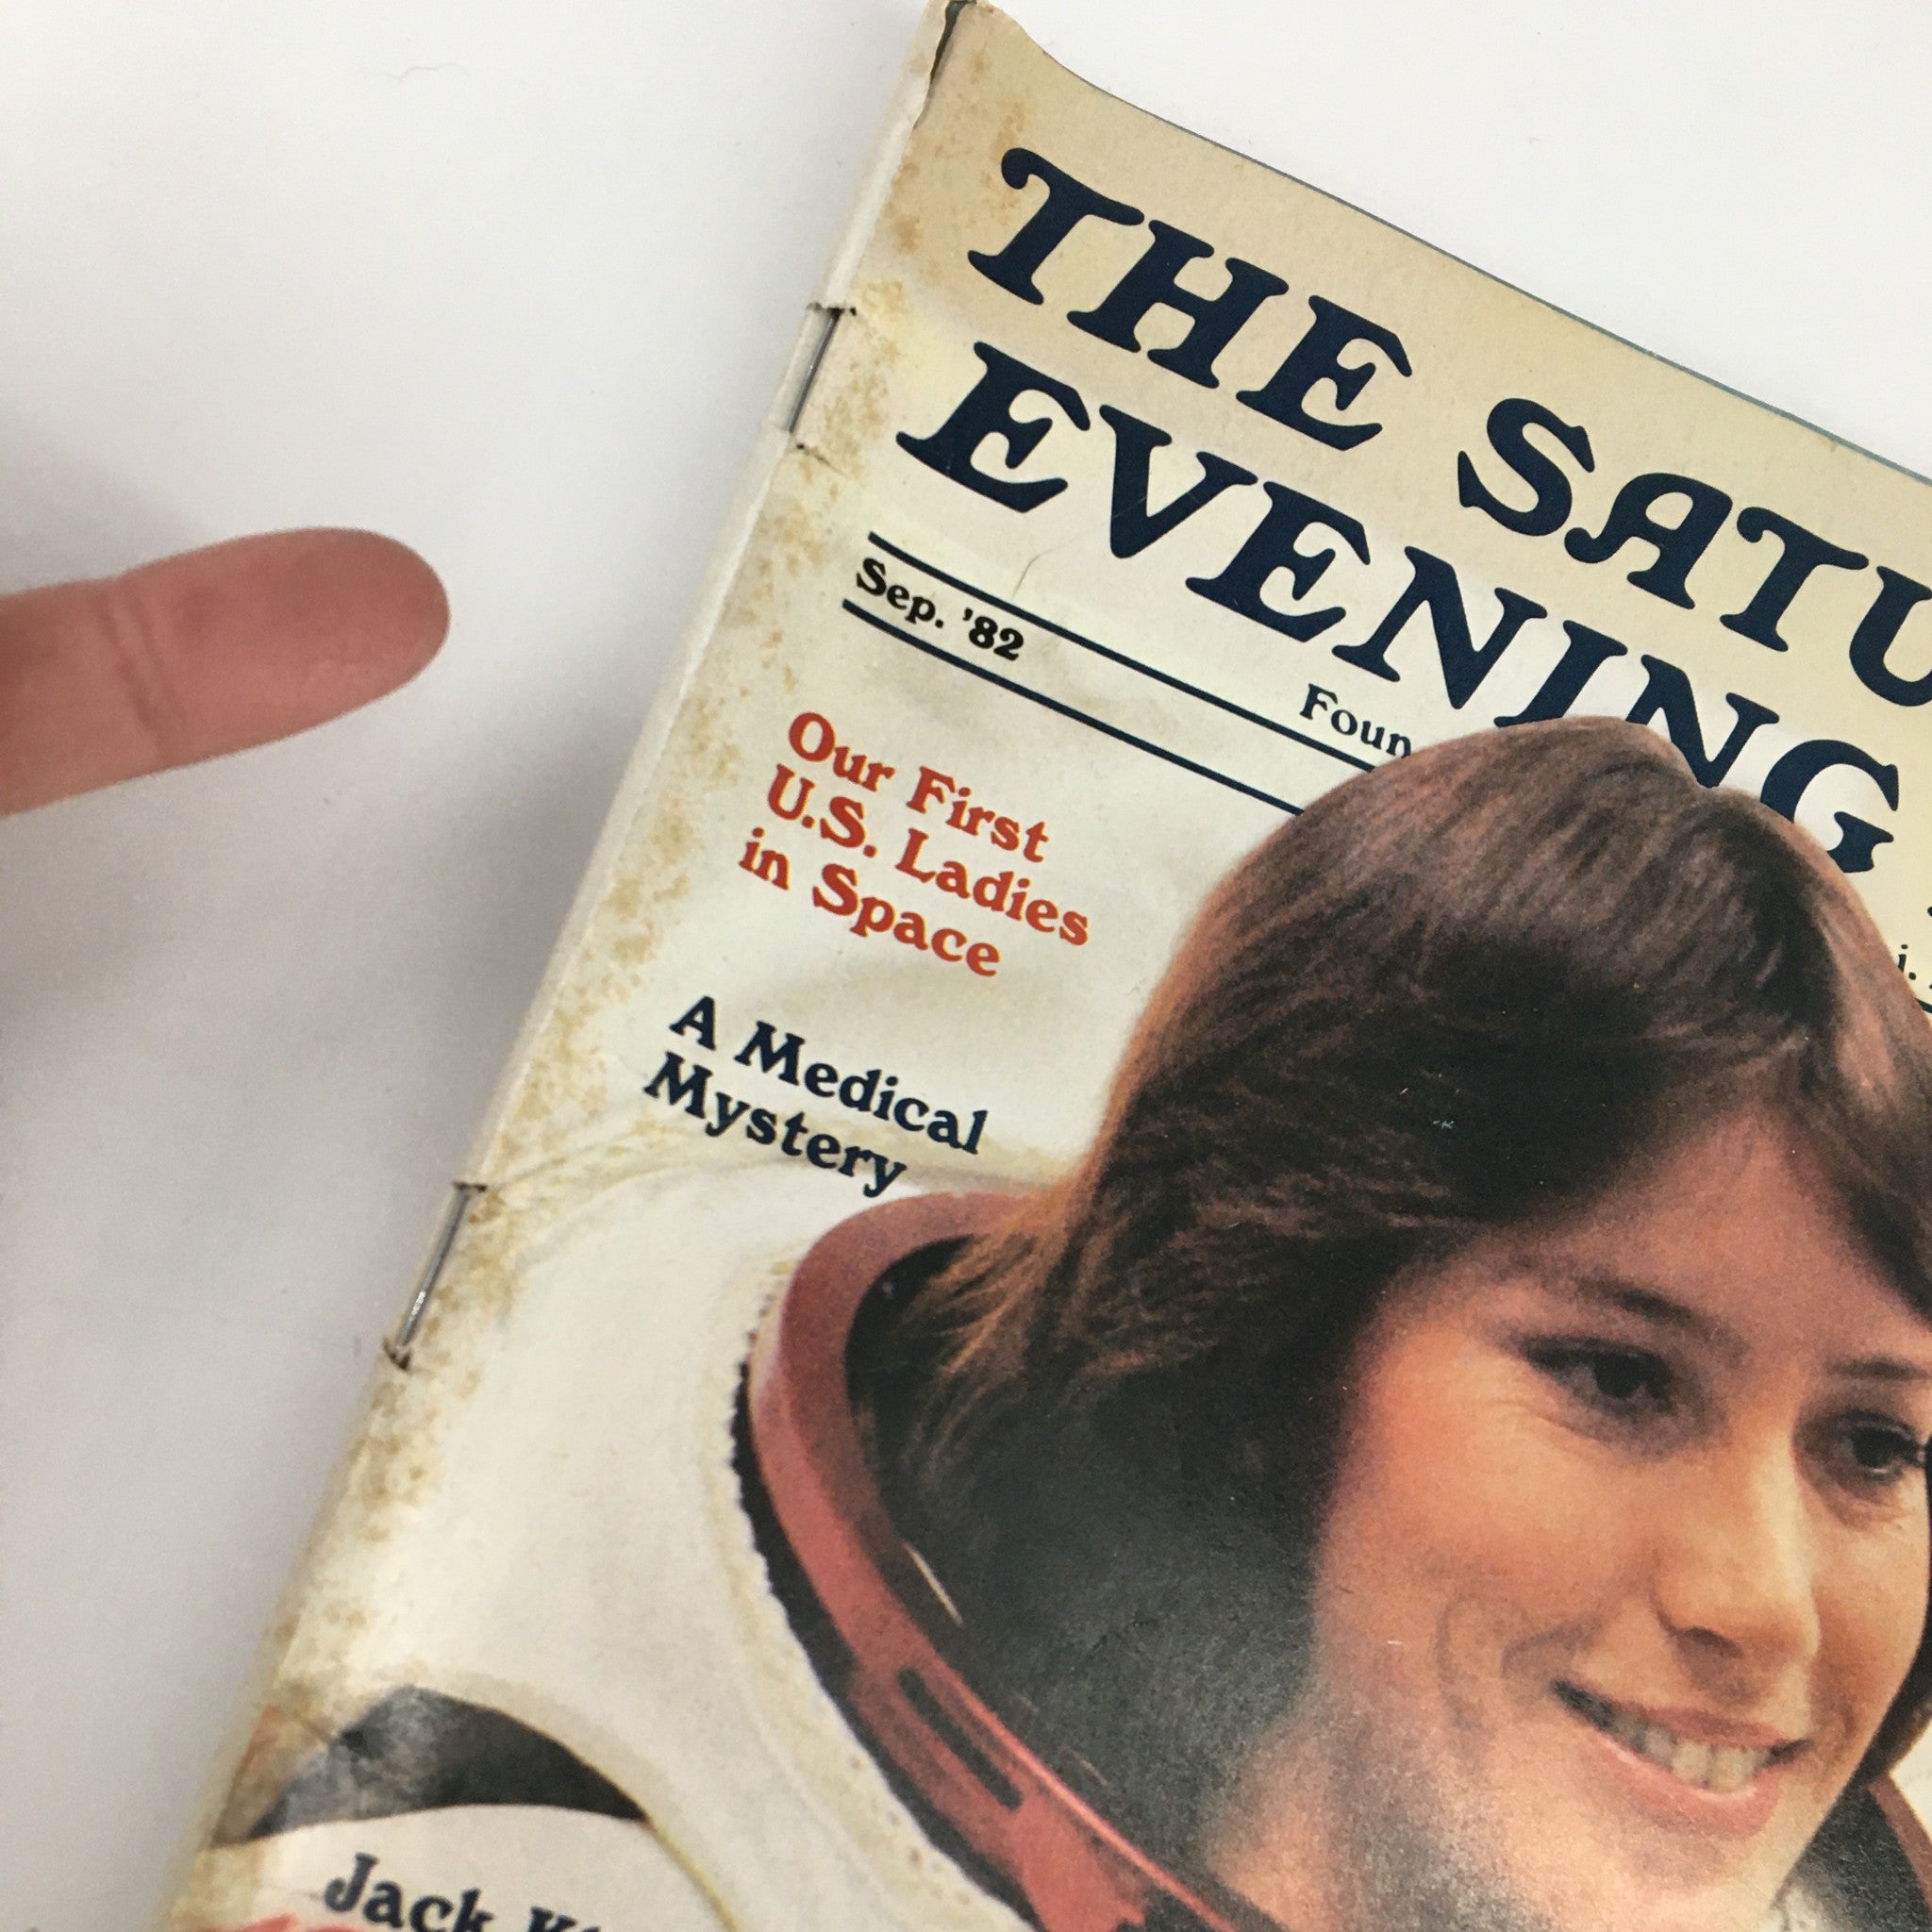 THE SATU
EVENING
Sep. '82
Foun
Our First
U.S. Ladies
in Space
A Medical
Mystery
Jack